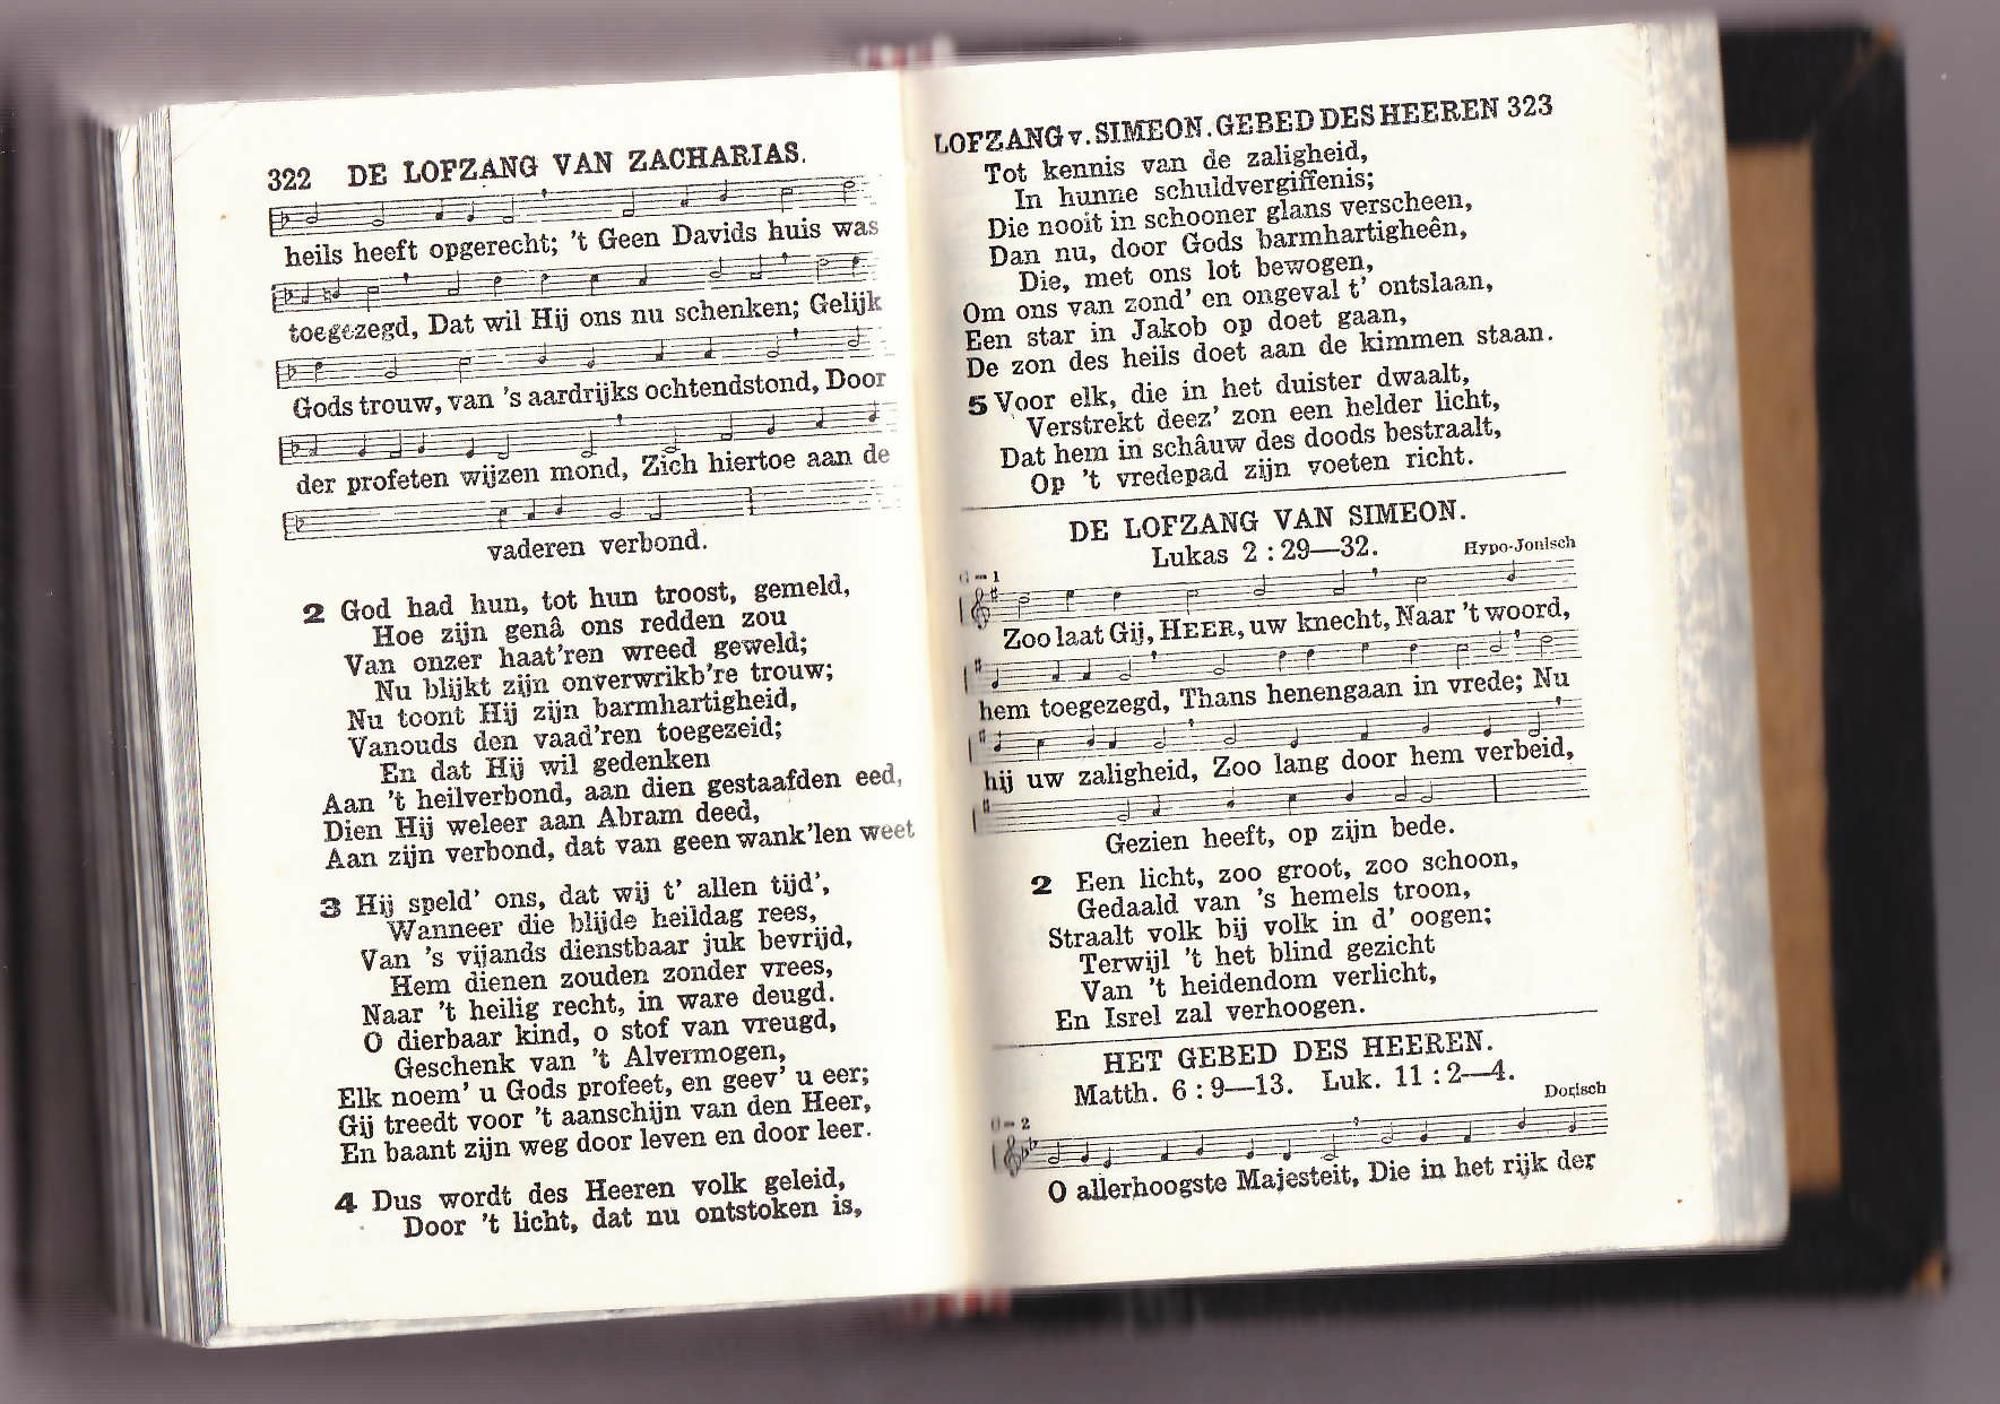 322 DE LOFZANG VAN ZACHARIAS.
heils heeft opgerecht; 't Geen Davids huis was
toegezegd, Dat wil Hij ons nu schenken; Gelijk
Gods trouw, van 's aardrijks ochtendstond, Door
der profeten wijzen mond, Zich hiertoe aan de
vaderen verbond.
2 God had hun, tot hun troost, gemeld,
Hoe zijn genâ ons redden zou
Van onzer haat'ren wreed geweld;
Nu blijkt zijn onverwrikb're trouw;
Nu toont Hij zijn barmhartigheid,
Vanouds den vaad'ren toegezeid;
En dat Hij wil gedenken
Aan 't heilverbond, aan dien gestaafden eed,
Dien Hij weleer aan Abram deed,
Aan zijn verbond, dat van geen wank'len weet
3 Hij speld' ons, dat wij t' allen tijd',
Wanneer die blijde heildag rees,
Van 's vijands dienstbaar juk bevrijd,
Hem dienen zouden zonder vrees,
Naar 't heilig recht, in ware deugd.
O dierbaar kind, o stof van vreugd,
Geschenk van 't Alvermogen,
Elk noem' u Gods profeet, en geev' u eer;
Gij treedt voor 't aanschijn van den Heer,
En baant zijn weg door leven en door leer.
4 Dus wordt des Heeren volk geleid,
Door 't licht, dat nu ontstoken is,
LOFZANG v. SIMEON. GEBED DES HEEREN 323
Tot kennis van de zaligheid,
In hunne schuldvergiffenis;
Die nooit in schooner glans verscheen,
Dan nu, door Gods barmhartigheên,
Die, met ons lot bewogen,
Om ons van zond' en ongeval t' ontslaan,
Een star in Jakob op doet gaan,
De zon des heils doet aan de kimmen staan.
5 Voor elk, die in het duister dwaalt,
Verstrekt deez' zon een helder licht,
Dat hem in schâuw des doods bestraalt,
Op 't vredepad zijn voeten richt.
DE LOFZANG VAN SIMEON.
Lukas 2 : 29—32. Hypo-Jonisch
= 1
Zoo laat Gij, HEER, uw knecht, Naar 't woord,
hem toegezegd, Thans henengaan in vrede; Nu
hij uw zaligheid, Zoo lang door hem verbeid,
Gezien heeft, op zijn bede.
2 Een licht, zoo groot, zoo schoon,
Gedaald van 's hemels troon,
Straalt volk bij volk in d' oogen;
Terwijl 't het blind gezicht
Van 't heidendom verlicht,
En Isrel zal verhoogen.
HET GEBED DES HEEREN.
Matth. 6 : 9—13. Luk. 11 : 2—4.
Dorisch
= 2
O allerhoogste Majesteit, Die in het rijk der